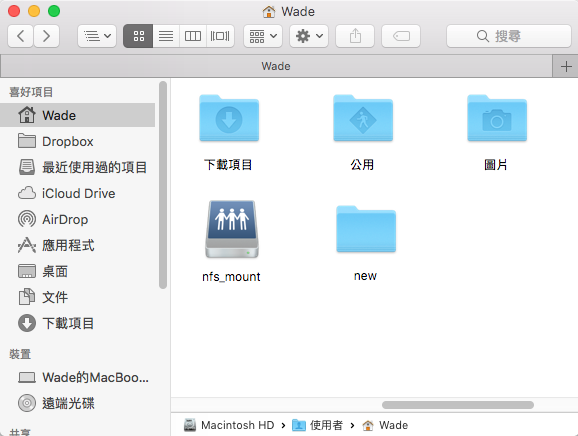 Wade
搜尋
Wade
喜好項目
Wade
Dropbox
最近使用過的項目
iCloud Drive
AirDrop
應用程式
桌面
文件
下載項目
裝置
Wade的MacBoo...
遠端光碟
共享
下載項目
公用
圖片
nfs_mount
new
Macintosh HD
使用者
Wade